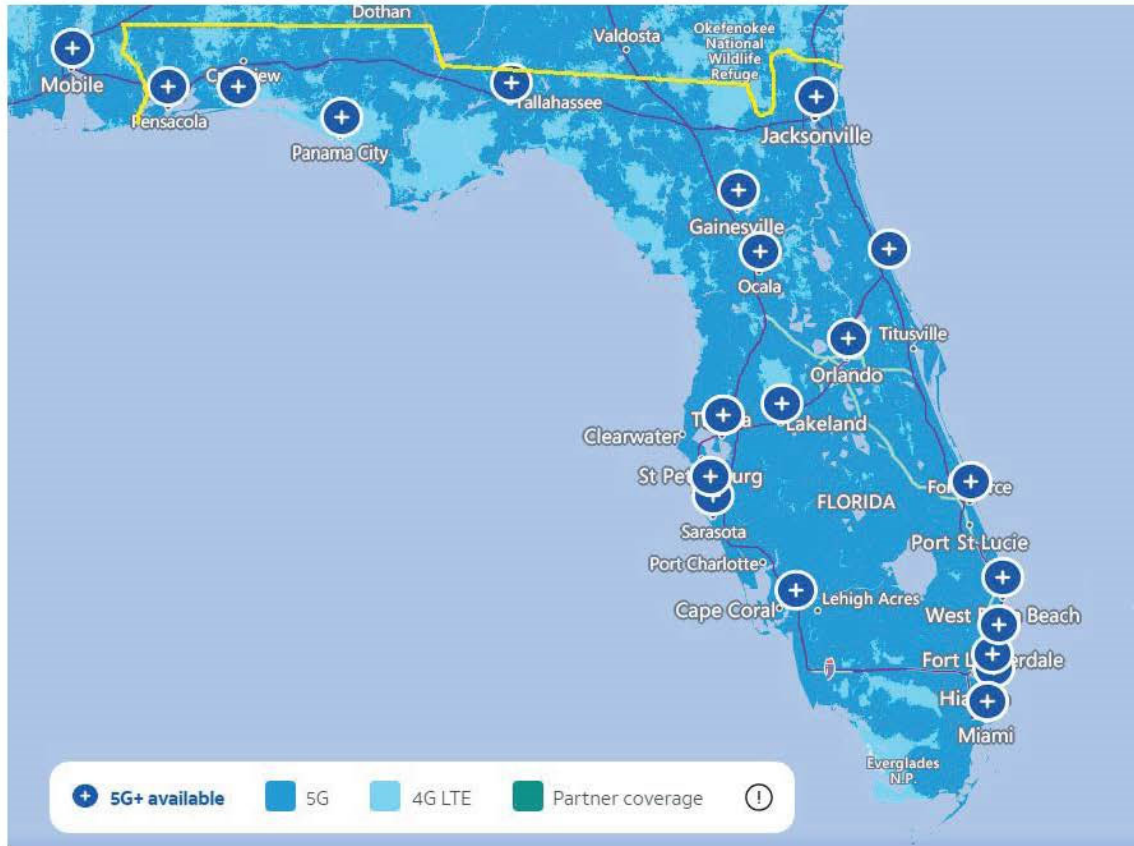 Dothan
Valdosta
Okefenokee
National
Wildlife
Refuge
Mobile
Pensacola
Tallahassee
Panama City
Jacksonville
Gainesville
Ocala
Titusville
Orlando
Clearwater
Lakeland
FLORIDA
Sarasota
Port St Lucie
Port Charlotte
Cape Coral
Lehigh Acres
Miami
Everglades
N.P.
5G+ available
5G
4G LTE
Partner coverage